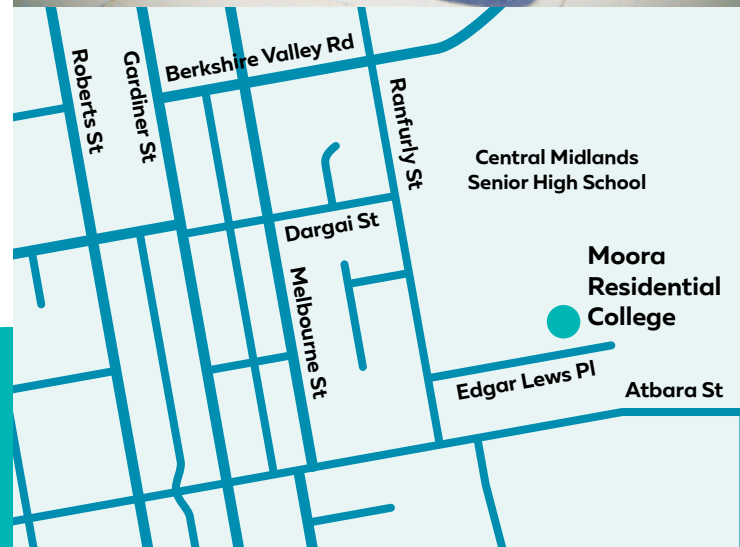 Berkshire Valley Rd
Roberts St
Gardiner St
Ranfurly St
Central Midlands
Senior High School
Dargai St
Moora
Residential
College
Melbourne St
Edgar Lews Pl
Atbara St